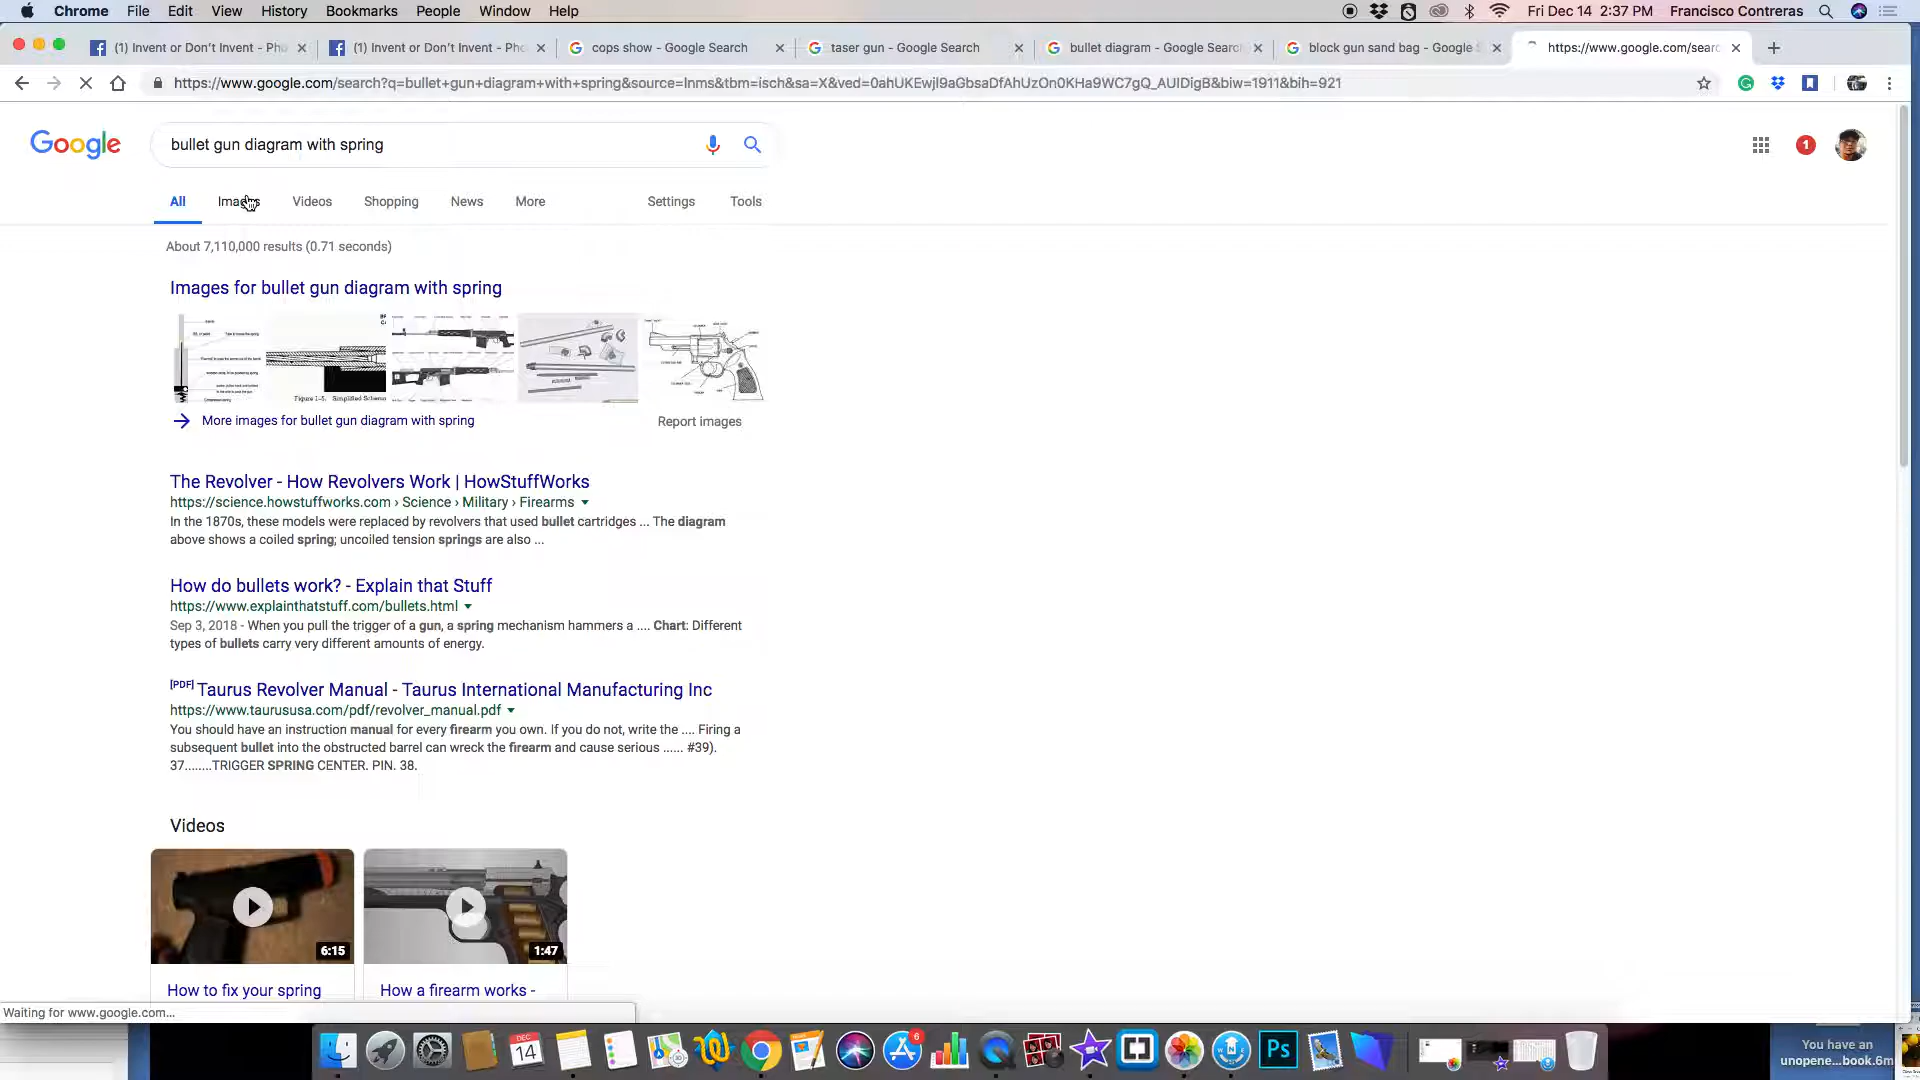 Chrome File Edit View History Bookmarks People Window Help
Fri Dec 14 2:37 PM Francisco Contreras
(1) Invent or Don't Invent - Pho
(1) Invent or Don't Invent - Pho
cops show - Google Search
taser gun - Google Search
bullet diagram - Google Search
block gun sand bag - Google S
https://www.google.com/searc
https://www.google.com/search?q=bullet+gun+diagram+with+spring&source=lnms&tbm=isch&sa=X&ved=0ahUKEwjl9aGbsaDfAhUzOn0KHa9WC7gQ_AUIDigB&biw=1911&bih=921
Google
bullet gun diagram with spring
1
All Images Videos Shopping News More Settings Tools
About 7,110,000 results (0.71 seconds)
Images for bullet gun diagram with spring
Figure 1-5. Simplified Schem
More images for bullet gun diagram with spring
Report images
The Revolver - How Revolvers Work | HowStuffWorks
https://science.howstuffworks.com › Science › Military › Firearms
In the 1870s, these models were replaced by revolvers that used bullet cartridges ... The diagram
above shows a coiled spring; uncoiled tension springs are also ...
How do bullets work? - Explain that Stuff
https://www.explainthatstuff.com/bullets.html
Sep 3, 2018 - When you pull the trigger of a gun, a spring mechanism hammers a .... Chart: Different
types of bullets carry very different amounts of energy.
[PDF] Taurus Revolver Manual - Taurus International Manufacturing Inc
https://www.taurususa.com/pdf/revolver_manual.pdf
You should have an instruction manual for every firearm you own. If you do not, write the .... Firing a
subsequent bullet into the obstructed barrel can wreck the firearm and cause serious ...... #39).
37........TRIGGER SPRING CENTER. PIN. 38.
Videos
6:15
1:47
How to fix your spring
How a firearm works -
Waiting for www.google.com...
DEC
14
6
Ps
You have an
unopene...book.6m